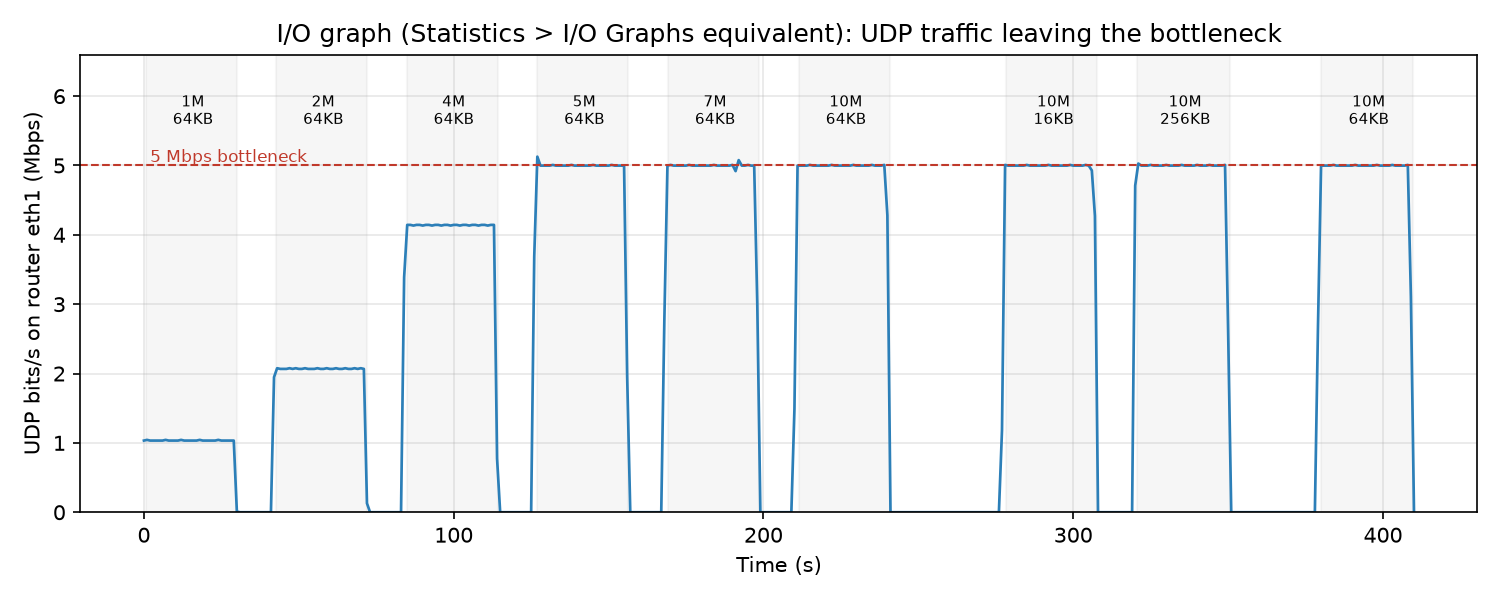 I/O graph (Statistics > I/O Graphs equivalent): UDP traffic leaving the bottleneck
UDP bits/s on router eth1 (Mbps)
6
5
4
3
2
1
0
1M
64KB
2M
64KB
4M
64KB
5M
64KB
7M
64KB
10M
64KB
10M
16KB
10M
256KB
10M
64KB
5 Mbps bottleneck
0
100
200
300
400
Time (s)